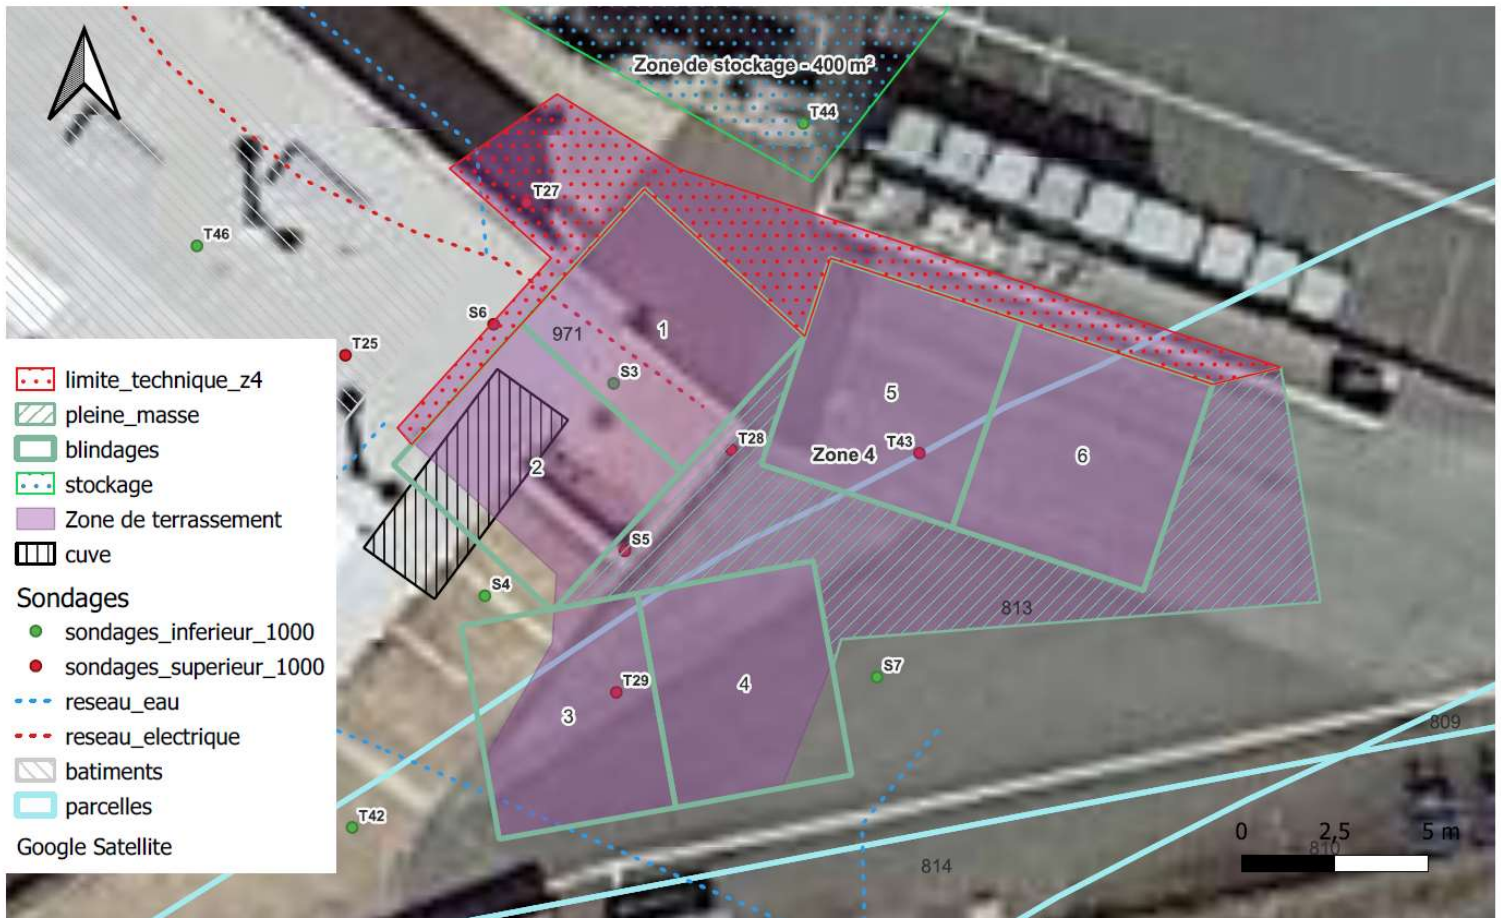 Zone de stockage - 400 m²
T44
T27
T46
S6
971
1
T25
S3
5
T28
T43
Zone 4
6
2
S5
S4
813
T29
4
3
S7
T42
809
814
810
0 2,5 5 m
limite_technique_z4
pleine_masse
blindages
stockage
Zone de terrassement
cuve
Sondages
sondages_inferieur_1000
sondages_superieur_1000
reseau_eau
reseau_electrique
batiments
parcelles
Google Satellite